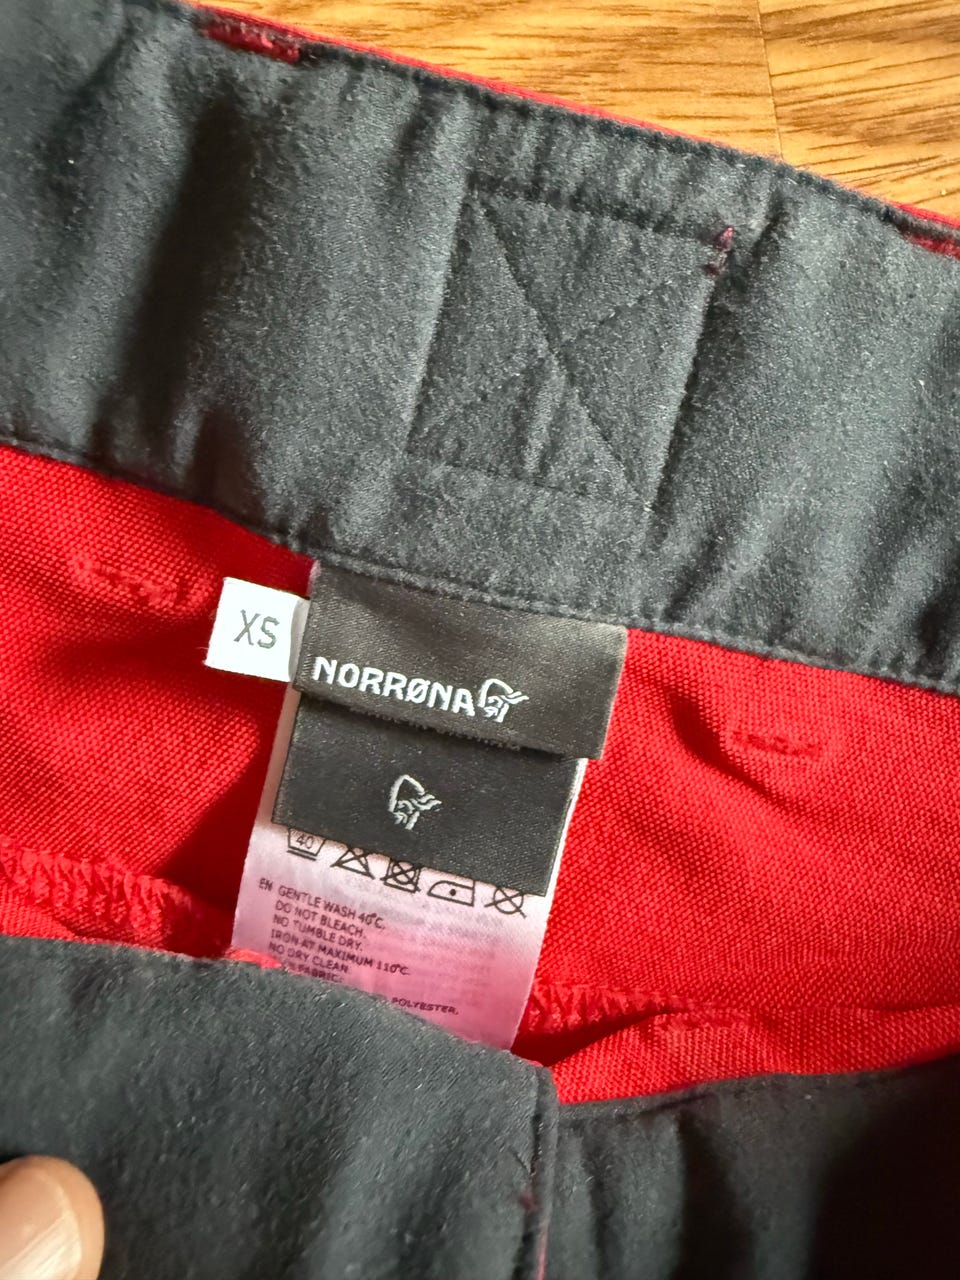 XS
NORRØNA
40
EN GENTLE WASH 40°C.
DO NOT BLEACH.
NO TUMBLE DRY.
IRON AT MAXIMUM 110°C.
NO DRY CLEAN
FABRIC:
POLYESTER.